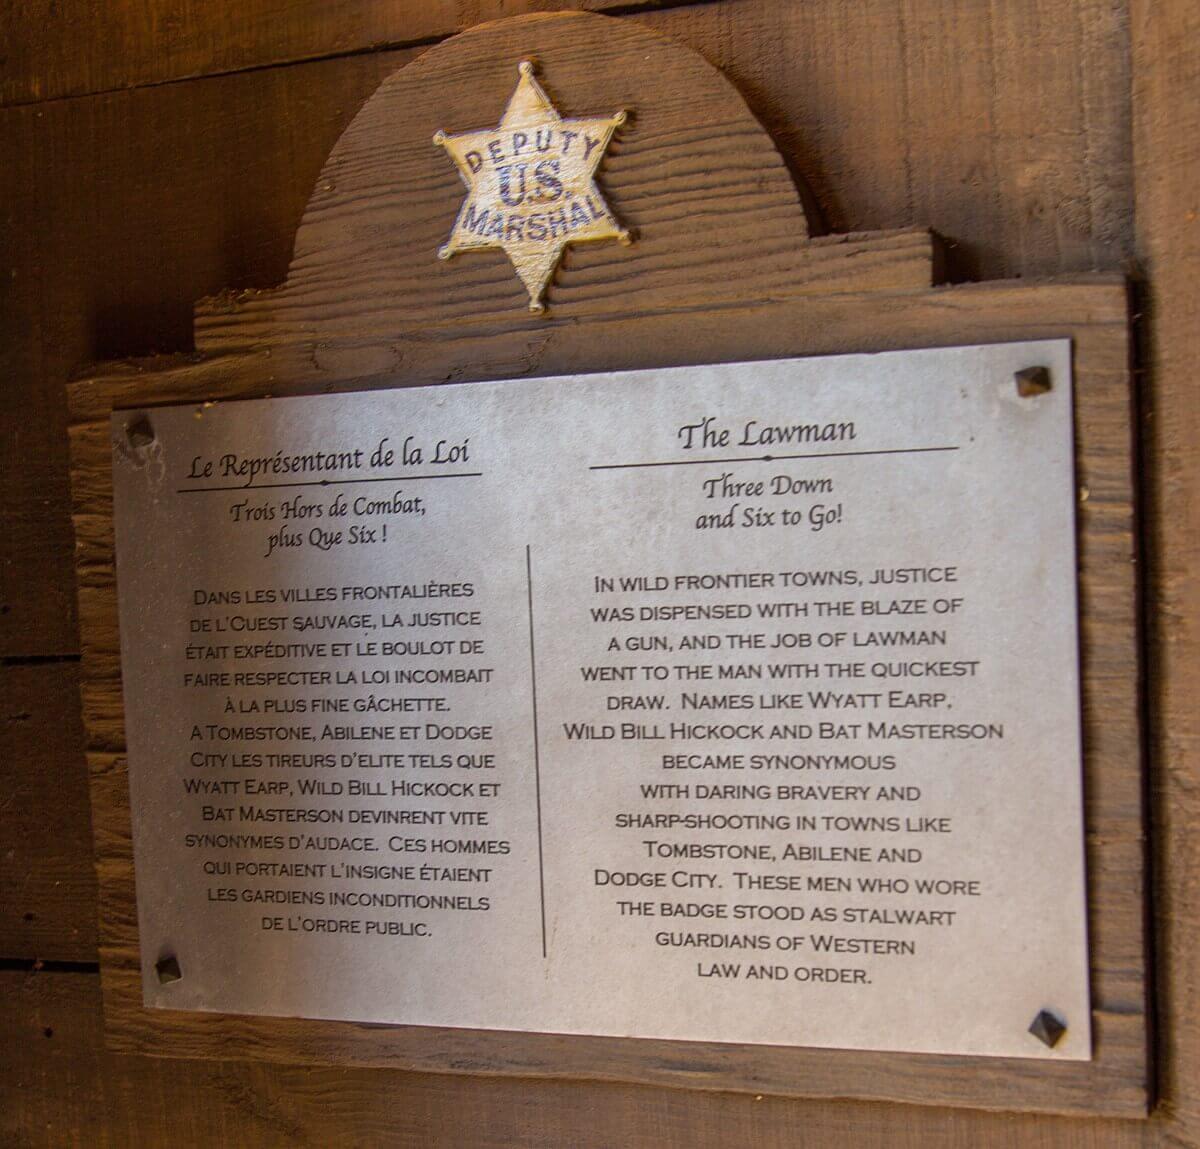 DEPUTY
U.S.
MARSHAL
Le Représentant de la Loi
Trois Hors de Combat,
plus Que Six !
DANS LES VILLES FRONTALIÈRES
DE L'OUEST SAUVAGE, LA JUSTICE
ÉTAIT EXPÉDITIVE ET LE BOULOT DE
FAIRE RESPECTER LA LOI INCOMBAIT
À LA PLUS FINE GÂCHETTE.
A TOMBSTONE, ABILENE ET DODGE
CITY LES TIREURS D'ELITE TELS QUE
WYATT EARP, WILD BILL HICKOCK ET
BAT MASTERSON DEVINRENT VITE
SYNONYMES D'AUDACE. CES HOMMES
QUI PORTAIENT L'INSIGNE ÉTAIENT
LES GARDIENS INCONDITIONNELS
DE L'ORDRE PUBLIC.
The Lawman
Three Down
and Six to Go!
IN WILD FRONTIER TOWNS, JUSTICE
WAS DISPENSED WITH THE BLAZE OF
A GUN, AND THE JOB OF LAWMAN
WENT TO THE MAN WITH THE QUICKEST
DRAW. NAMES LIKE WYATT EARP,
WILD BILL HICKOCK AND BAT MASTERSON
BECAME SYNONYMOUS
WITH DARING BRAVERY AND
SHARP-SHOOTING IN TOWNS LIKE
TOMBSTONE, ABILENE AND
DODGE CITY. THESE MEN WHO WORE
THE BADGE STOOD AS STALWART
GUARDIANS OF WESTERN
LAW AND ORDER.